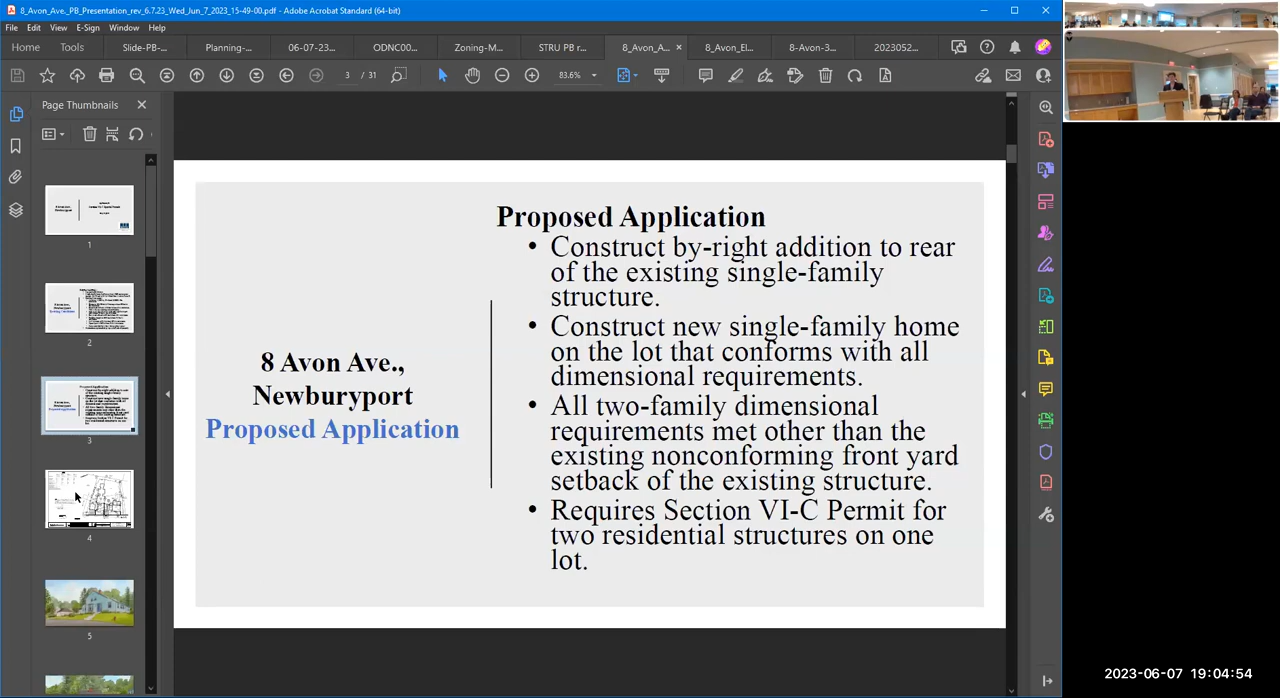 8_Avon_Ave._PB_Presentation_rev_6.7.23_Wed_Jun_7_2023_15-49-00.pdf - Adobe Acrobat Standard (64-bit)
File Edit View E-Sign Window Help
Home Tools Slide-PB-... Planning-... 06-07-23... ODNC00... Zoning-M... STRU PB r... 8_Avon_A... × 8_Avon_El... 8-Avon-3... 2023052...
3 / 31 83.6%
Page Thumbnails
1
2
3
4
5
8 Avon Ave.,
Newburyport
Proposed Application
Proposed Application
• Construct by-right addition to rear
of the existing single-family
structure.
• Construct new single-family home
on the lot that conforms with all
dimensional requirements.
• All two-family dimensional
requirements met other than the
existing nonconforming front yard
setback of the existing structure.
• Requires Section VI-C Permit for
two residential structures on one
lot.
2023-06-07 19:04:54